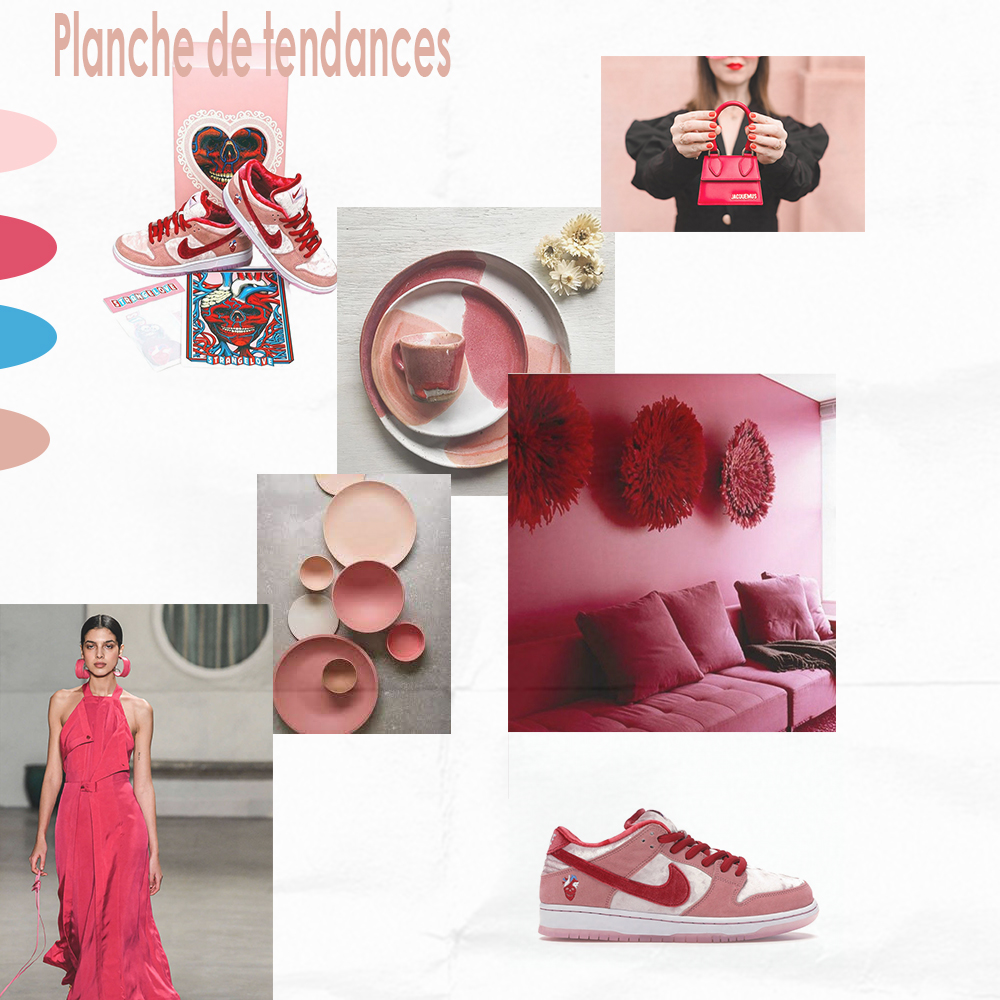 Planche de tendances
JACQUEMUS
STRANGELOVE
STRANGELOVE